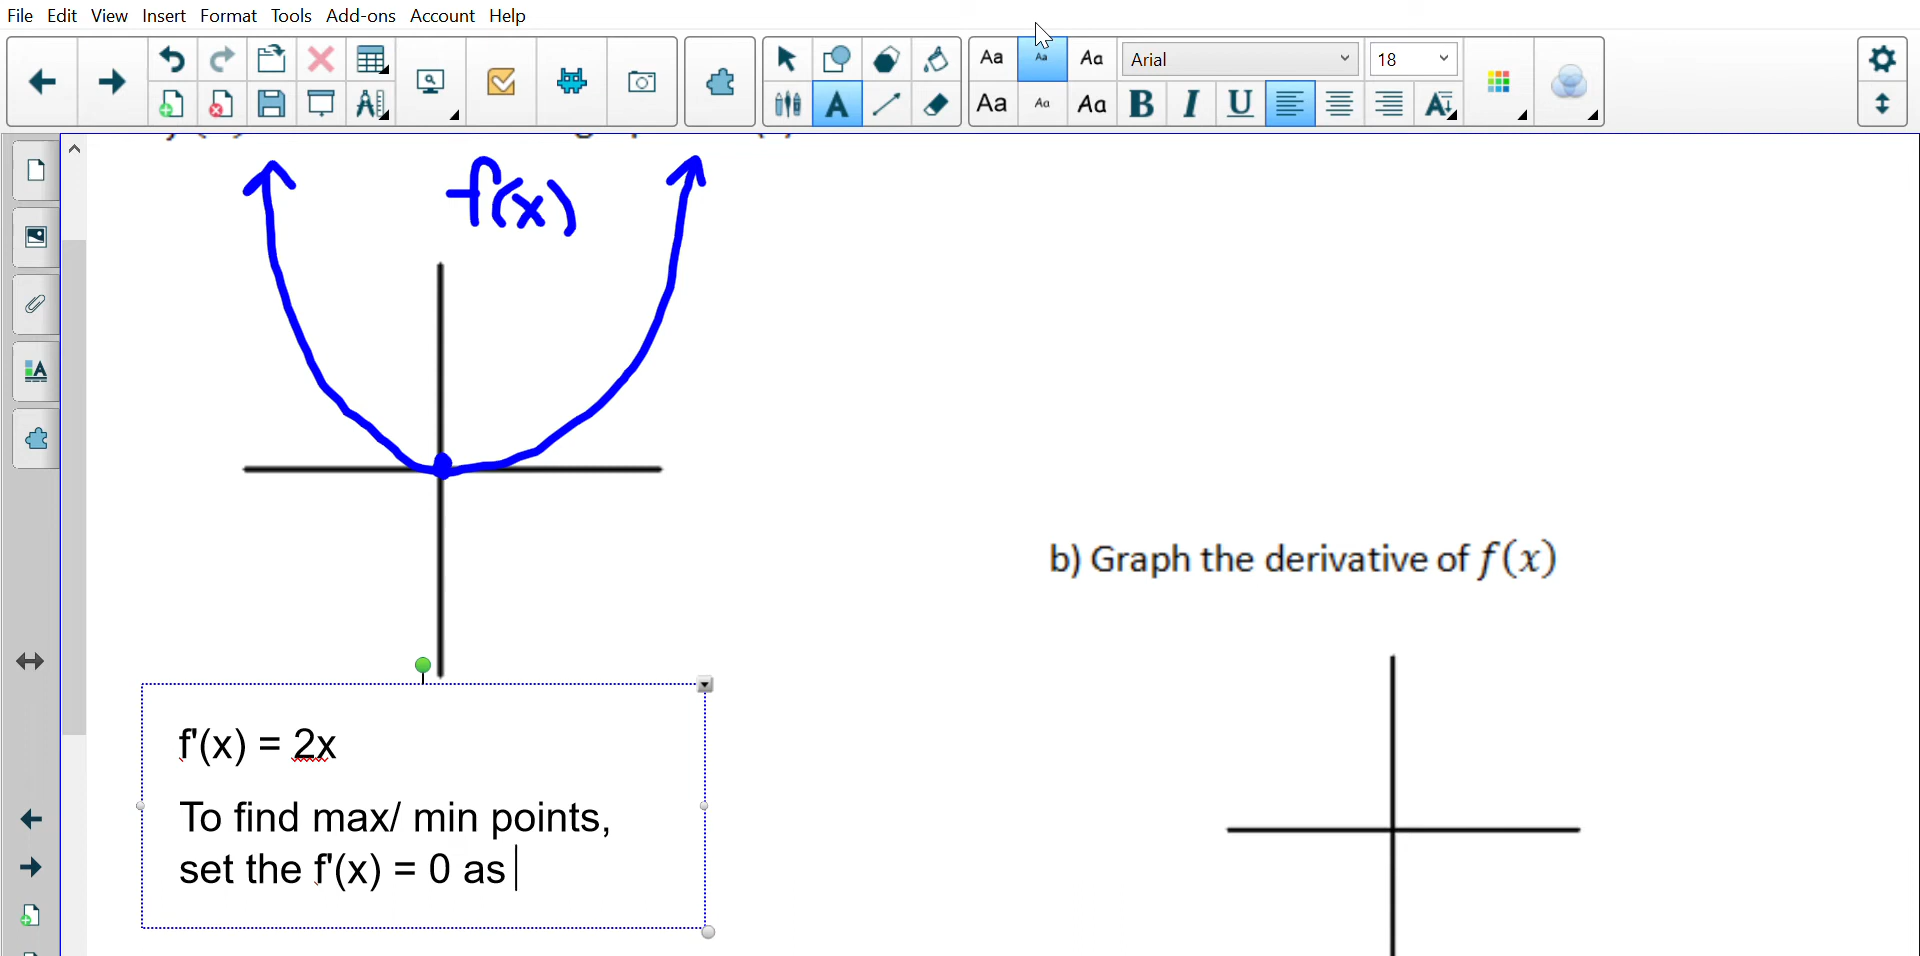 File Edit View Insert Format Tools Add-ons Account Help
Aa Aa Aa Arial 18
A Aa Aa Aa B I U A
f(x)
b) Graph the derivative of f(x)
f'(x) = 2x
To find max/ min points,
set the f'(x) = 0 as